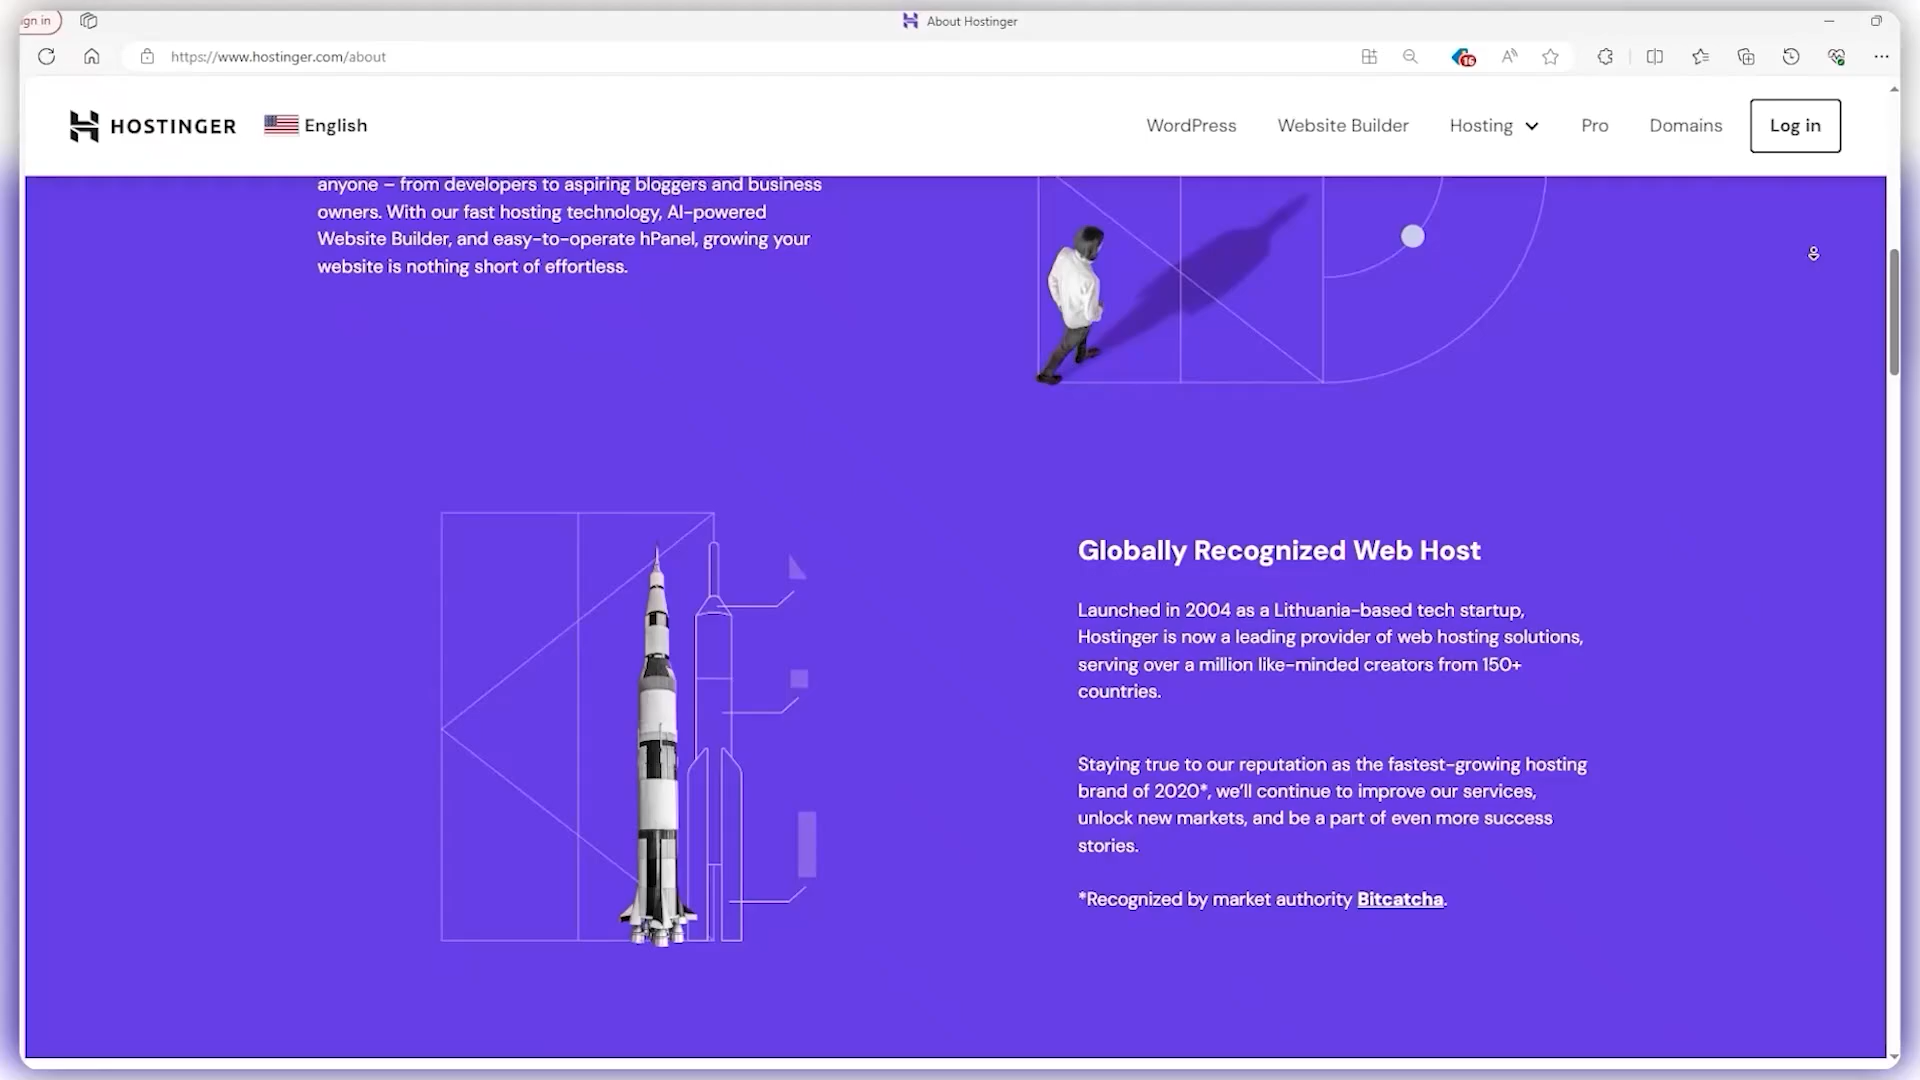 gn in
About Hostinger
https://www.hostinger.com/about
16
HOSTINGER
English
WordPress
Website Builder
Hosting
Pro
Domains
Log in
anyone – from developers to aspiring bloggers and business
owners. With our fast hosting technology, AI-powered
Website Builder, and easy-to-operate hPanel, growing your
website is nothing short of effortless.
Globally Recognized Web Host
Launched in 2004 as a Lithuania-based tech startup,
Hostinger is now a leading provider of web hosting solutions,
serving over a million like-minded creators from 150+
countries.
Staying true to our reputation as the fastest-growing hosting
brand of 2020*, we'll continue to improve our services,
unlock new markets, and be a part of even more success
stories.
*Recognized by market authority Bitcatcha.